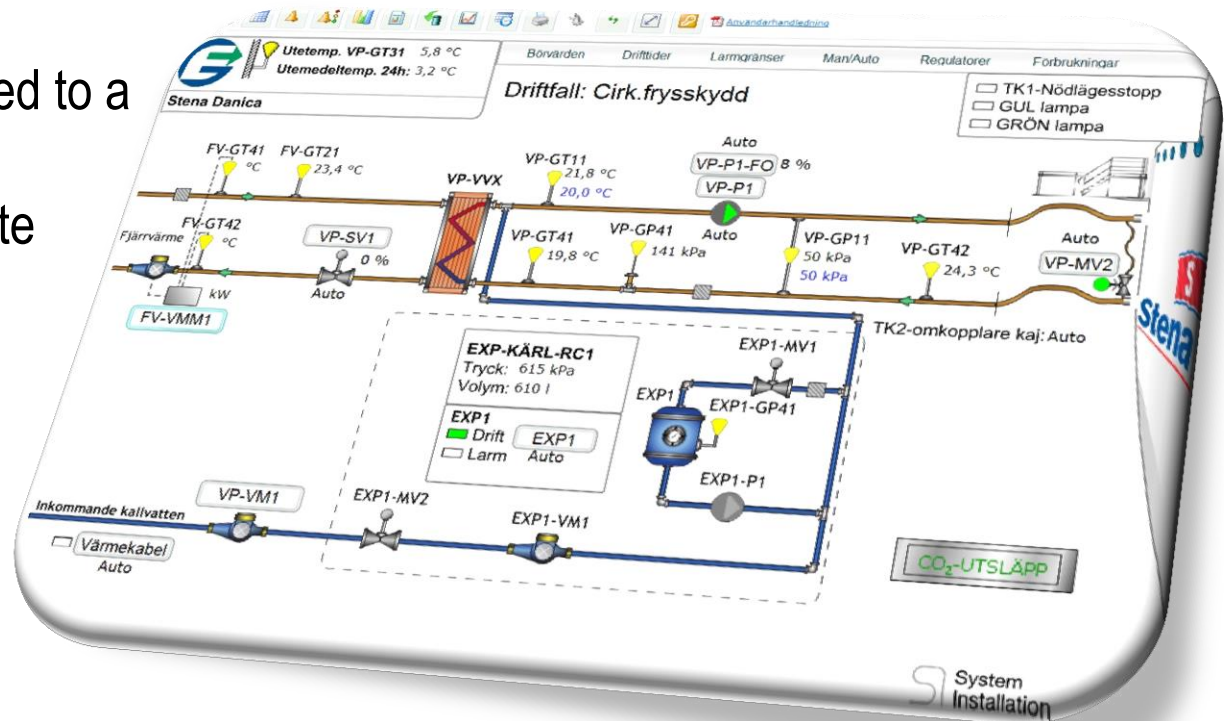 ed to a
te
Användarhandledning
Utetemp. VP-GT31 5,8 °C
Utemedeltemp. 24h: 3,2 °C
Stena Danica
Börvärden Drifttider Larmgränser Man/Auto Regulatorer Förbrukningar
Driftfall: Cirk.frysskydd
TK1-Nödlägesstopp
GUL lampa
GRÖN lampa
FV-GT41
°C
FV-GT21
23,4 °C
VP-VVX
VP-GT11
21,8 °C
20,0 °C
Auto
VP-P1-FO 8 %
VP-P1
Auto
Fjärrvärme
FV-GT42
°C
VP-SV1
0 %
Auto
kW
FV-VMM1
VP-GT41
19,8 °C
VP-GP41
141 kPa
VP-GP11
50 kPa
50 kPa
VP-GT42
24,3 °C
Auto
VP-MV2
TK2-omkopplare kaj: Auto
Stena
EXP-KÄRL-RC1
Tryck: 615 kPa
Volym: 610 l
EXP1
Drift EXP1
Larm Auto
EXP1-MV1
EXP1
EXP1-GP41
EXP1-P1
Inkommande kallvatten
VP-VM1
EXP1-MV2
EXP1-VM1
Värmekabel
Auto
CO₂-UTSLÄPP
System
Installation